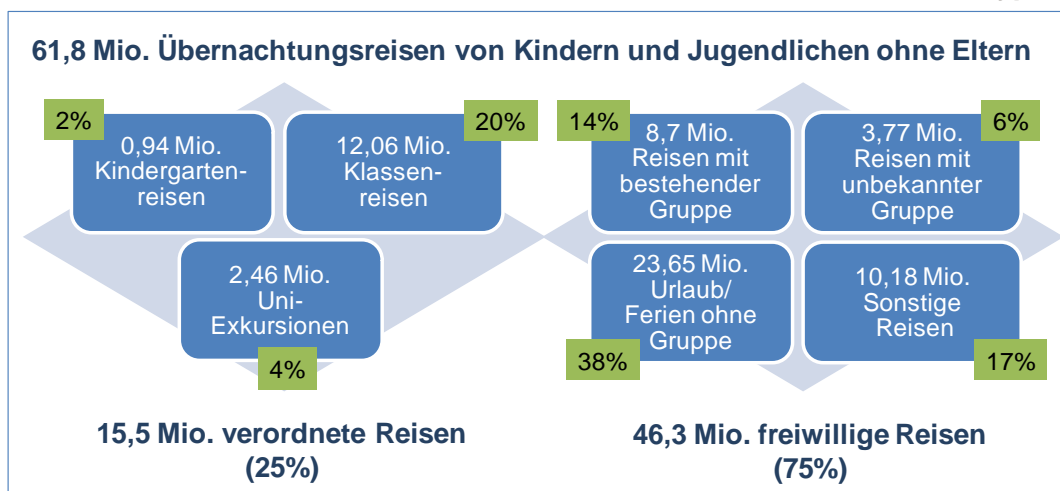 61,8 Mio. Übernachtungsreisen von Kindern und Jugendlichen ohne Eltern
2%
0,94 Mio.
Kindergarten-
reisen
20%
12,06 Mio.
Klassen-
reisen
2,46 Mio.
Uni-
Exkursionen
4%
15,5 Mio. verordnete Reisen
(25%)
14%
8,7 Mio.
Reisen mit
bestehender
Gruppe
6%
3,77 Mio.
Reisen mit
unbekannter
Gruppe
23,65 Mio.
Urlaub/
Ferien ohne
Gruppe
38%
10,18 Mio.
Sonstige
Reisen
17%
46,3 Mio. freiwillige Reisen
(75%)